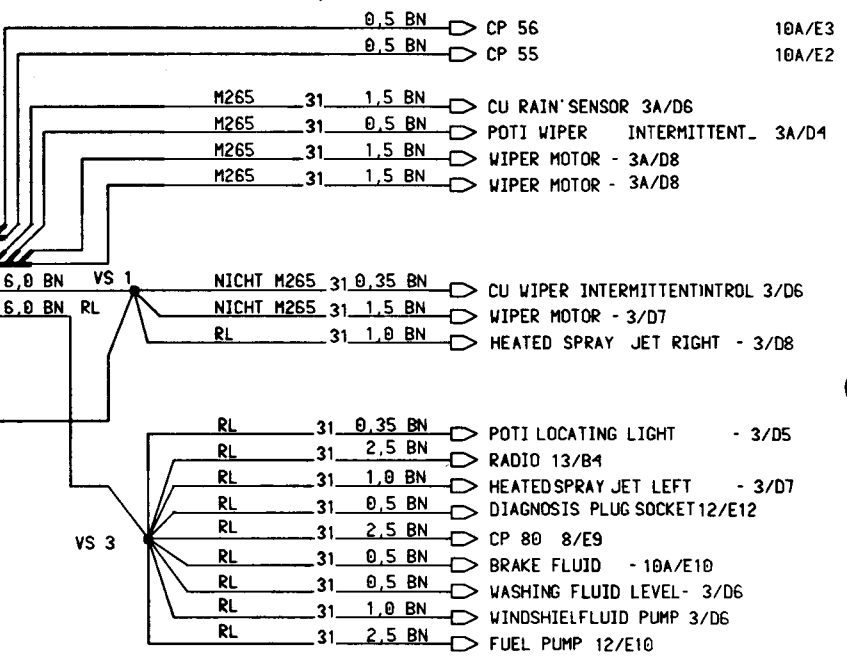 0,5 BN CP 56 10A/E3
0,5 BN CP 55 10A/E2
M265 31 1,5 BN CU RAIN'SENSOR 3A/D6
M265 31 0,5 BN POTI WIPER INTERMITTENT_ 3A/D4
M265 31 1,5 BN WIPER MOTOR - 3A/D8
M265 31 1,5 BN WIPER MOTOR - 3A/D8
6,0 BN VS 1 NICHT M265 31 0,35 BN CU WIPER INTERMITTENTINTROL 3/D6
6,0 BN RL NICHT M265 31 1,5 BN WIPER MOTOR - 3/D7
RL 31 1,0 BN HEATED SPRAY JET RIGHT - 3/D8
RL 31 0,35 BN POTI LOCATING LIGHT - 3/D5
RL 31 2,5 BN RADIO 13/B4
RL 31 1,0 BN HEATED SPRAY JET LEFT - 3/D7
RL 31 0,5 BN DIAGNOSIS PLUG SOCKET 12/E12
VS 3 RL 31 2,5 BN CP 80 8/E9
RL 31 0,5 BN BRAKE FLUID - 10A/E10
RL 31 0,5 BN WASHING FLUID LEVEL- 3/D6
RL 31 1,0 BN WINDSHIELFLUID PUMP 3/D6
RL 31 2,5 BN FUEL PUMP 12/E10